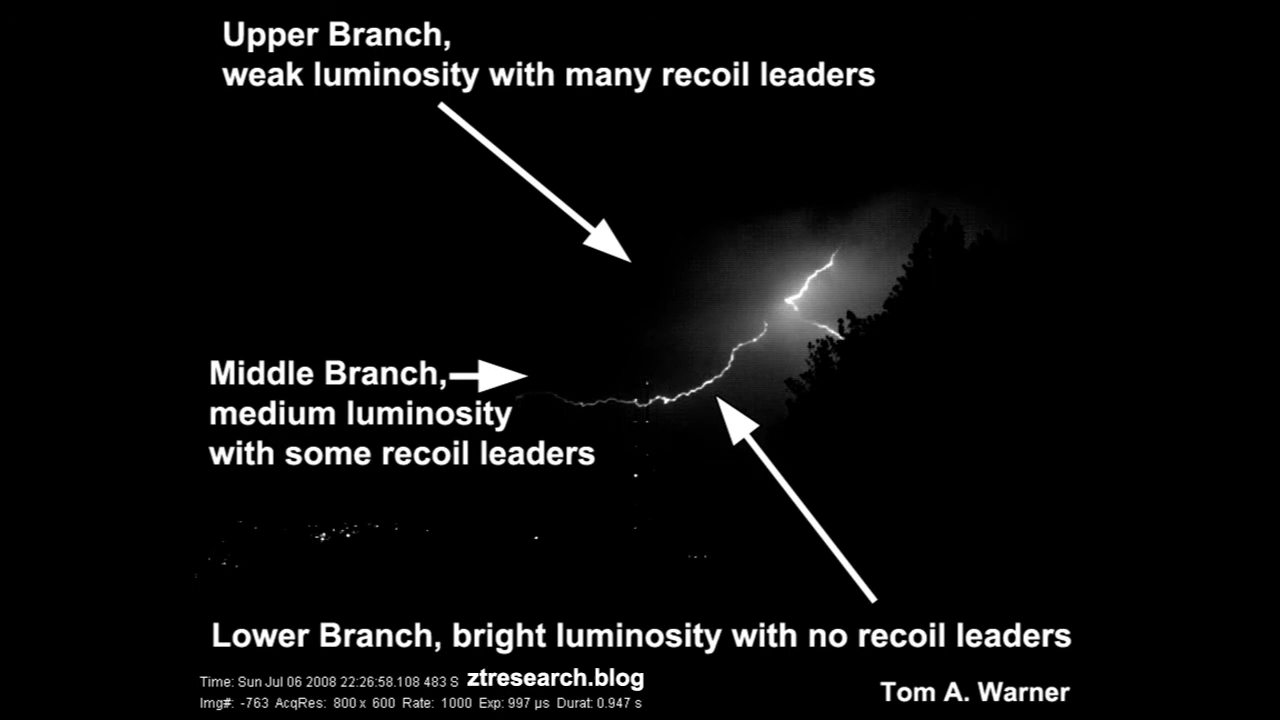 Upper Branch,
weak luminosity with many recoil leaders
Middle Branch,
medium luminosity
with some recoil leaders
Lower Branch, bright luminosity with no recoil leaders
Time: Sun Jul 06 2008 22:26:58.108 483 S ztresearch.blog
Img#: -763 AcqRes: 800 x 600 Rate: 1000 Exp: 997 µs Durat: 0.947 s
Tom A. Warner